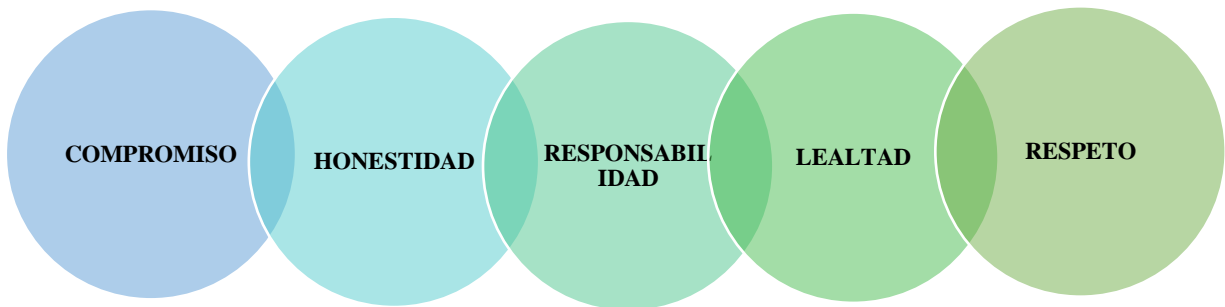 COMPROMISO
HONESTIDAD
RESPONSABIL
IDAD
LEALTAD
RESPETO